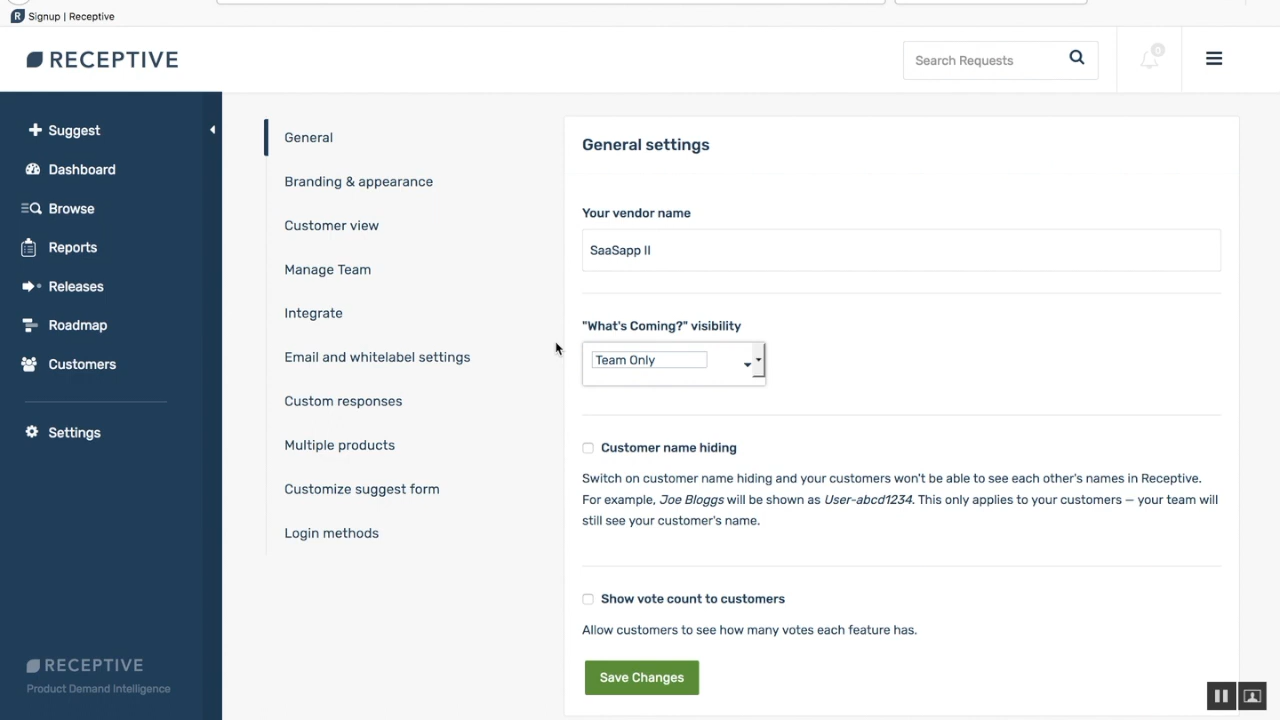 R Signup | Receptive
RECEPTIVE
Search Requests
0
Suggest
Dashboard
Browse
Reports
Releases
Roadmap
Customers
Settings
RECEPTIVE
Product Demand Intelligence
General
Branding & appearance
Customer view
Manage Team
Integrate
Email and whitelabel settings
Custom responses
Multiple products
Customize suggest form
Login methods
General settings
Your vendor name
SaaSapp II
"What's Coming?" visibility
Team Only
Customer name hiding
Switch on customer name hiding and your customers won't be able to see each other's names in Receptive.
For example, Joe Bloggs will be shown as User-abcd1234. This only applies to your customers — your team will
still see your customer's name.
Show vote count to customers
Allow customers to see how many votes each feature has.
Save Changes